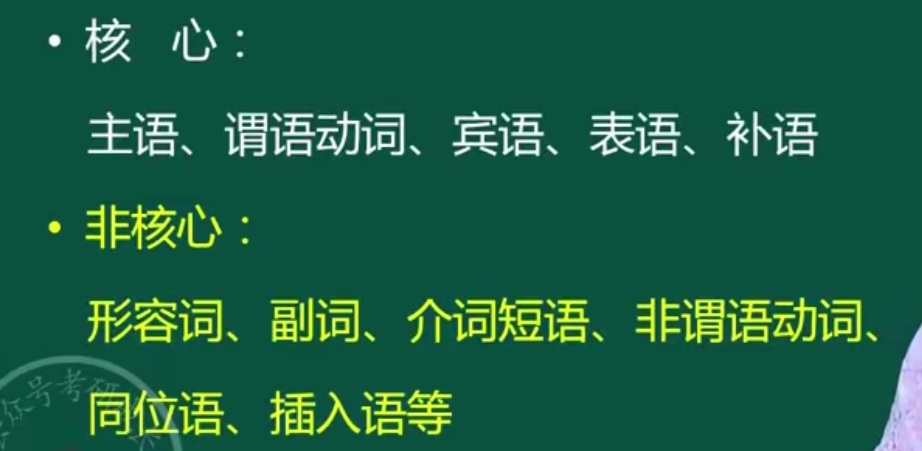 • 核 心：
主语、谓语动词、宾语、表语、补语
• 非核心：
形容词、副词、介词短语、非谓语动词、
同位语、插入语等
众号考研